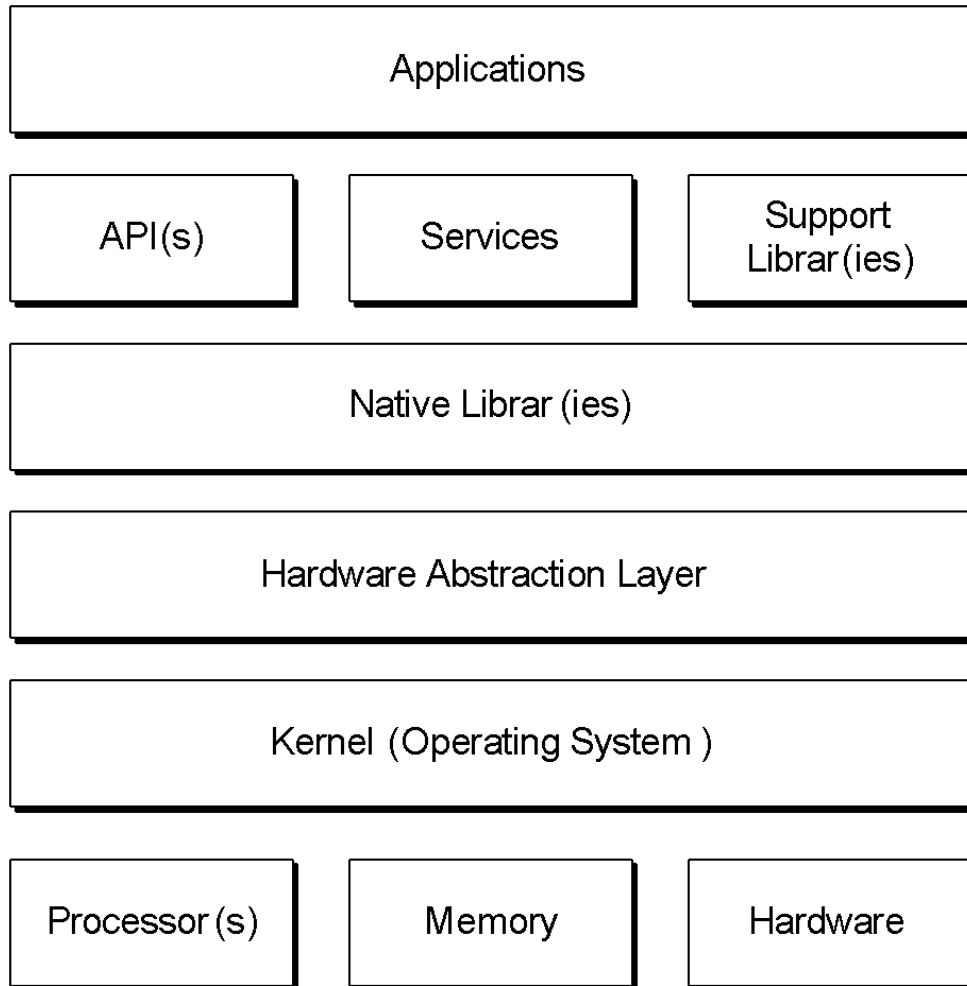 Applications
API(s)
Services
Support
Librar(ies)
Native Librar (ies)
Hardware Abstraction Layer
Kernel (Operating System )
Processor(s)
Memory
Hardware